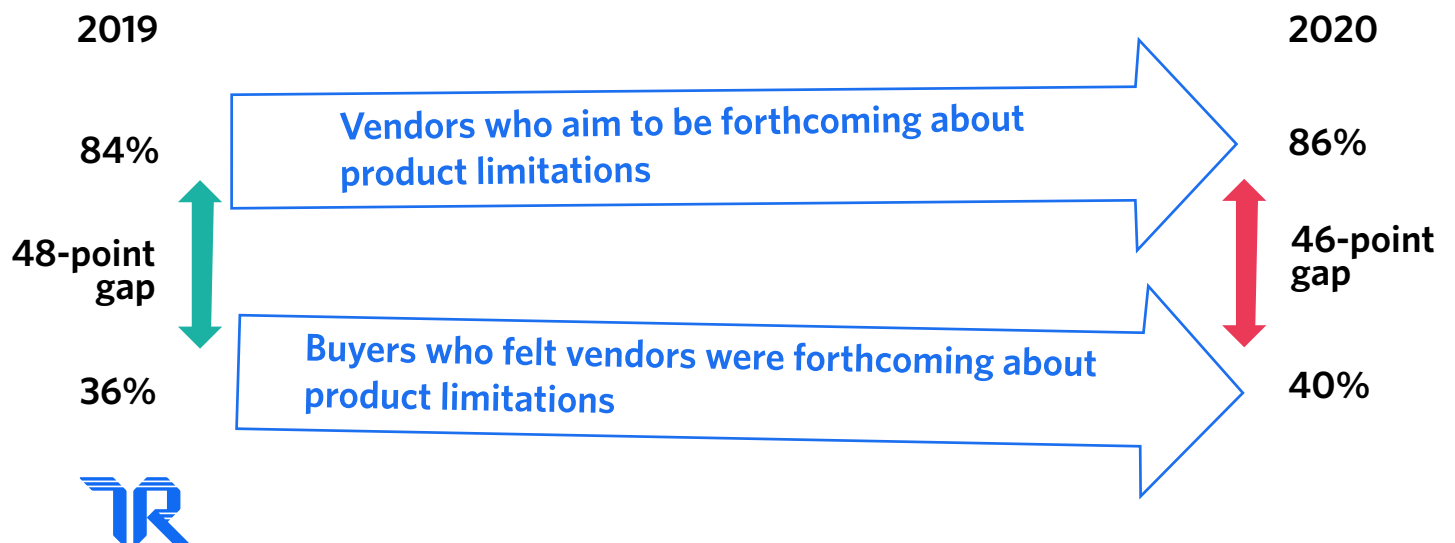 2019
2020
84%
Vendors who aim to be forthcoming about
product limitations
86%
48-point
gap
46-point
gap
36%
Buyers who felt vendors were forthcoming about
product limitations
40%
TR